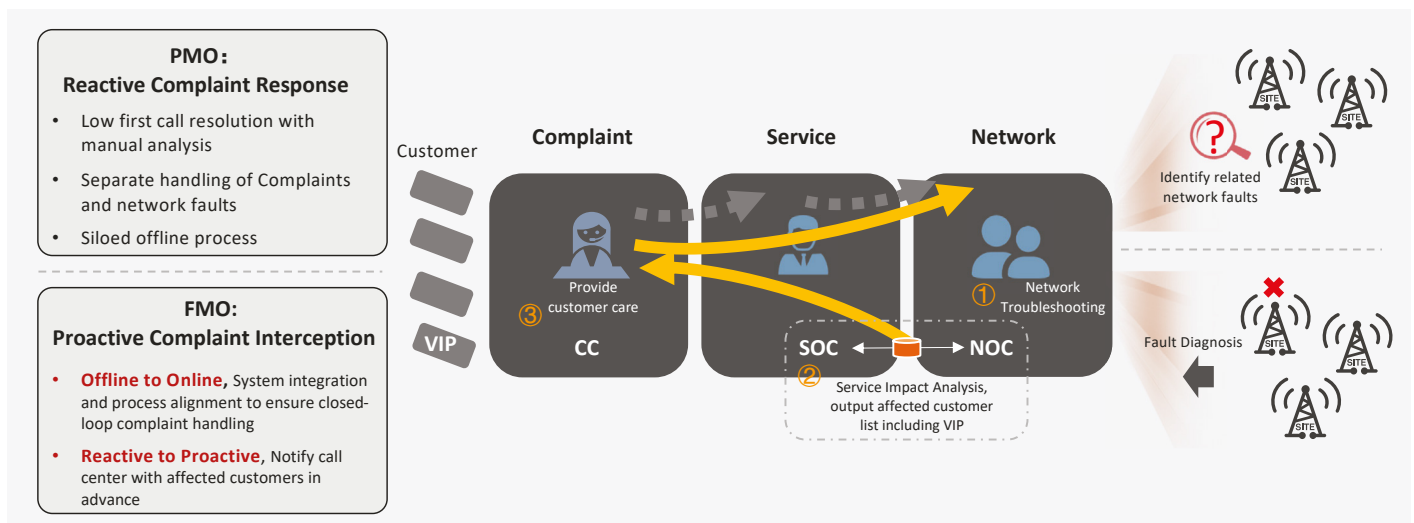 PMO：
Reactive Complaint Response
• Low first call resolution with
manual analysis
• Separate handling of Complaints
and network faults
• Siloed offline process
FMO:
Proactive Complaint Interception
• Offline to Online, System integration
and process alignment to ensure closed-
loop complaint handling
• Reactive to Proactive, Notify call
center with affected customers in
advance
Customer
VIP
Complaint
Service
Network
Provide
customer care
③
CC
①
Network
Troubleshooting
SOC
NOC
②
Service Impact Analysis,
output affected customer
list including VIP
?
Identify related
network faults
SITE
SITE
SITE
Fault Diagnosis
SITE
SITE
SITE